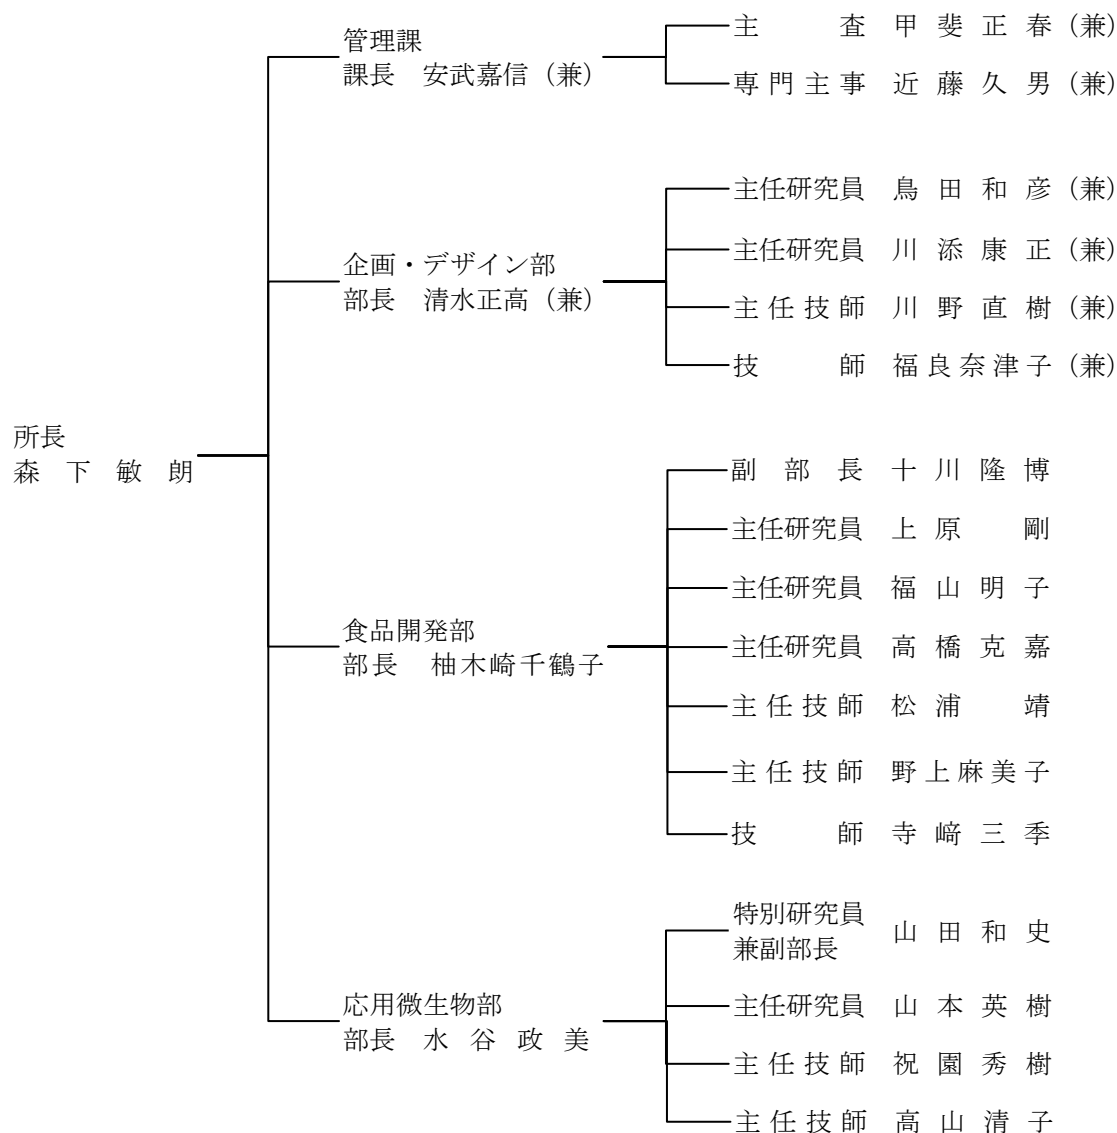 所長
森下敏朗
管理課
課長 安武嘉信（兼）
主査 甲斐正春（兼）
専門主事 近藤久男（兼）
企画・デザイン部
部長 清水正高（兼）
主任研究員 鳥田和彦（兼）
主任研究員 川添康正（兼）
主任技師 川野直樹（兼）
技師 福良奈津子（兼）
食品開発部
部長 柚木崎千鶴子
副部長 十川隆博
主任研究員 上原剛
主任研究員 福山明子
主任研究員 高橋克嘉
主任技師 松浦靖
主任技師 野上麻美子
技師 寺﨑三季
応用微生物部
部長 水谷政美
特別研究員
兼副部長 山田和史
主任研究員 山本英樹
主任技師 祝園秀樹
主任技師 高山清子